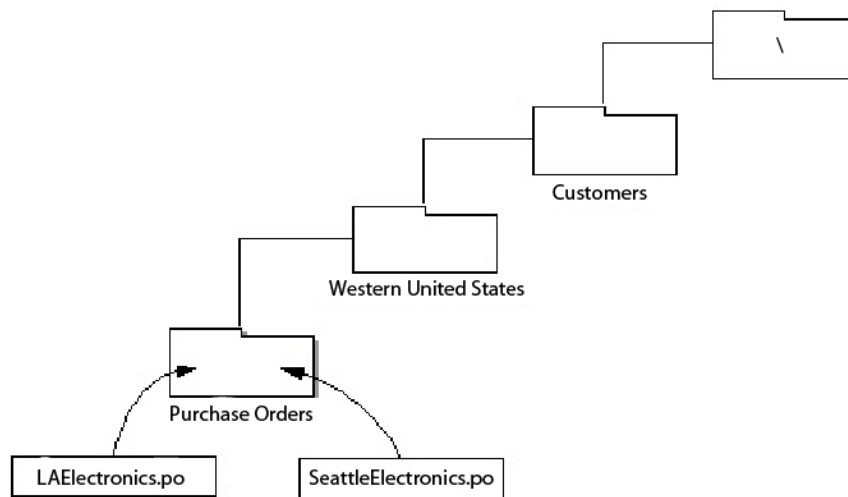 \
Customers
Western United States
Purchase Orders
LAElectronics.po
SeattleElectronics.po